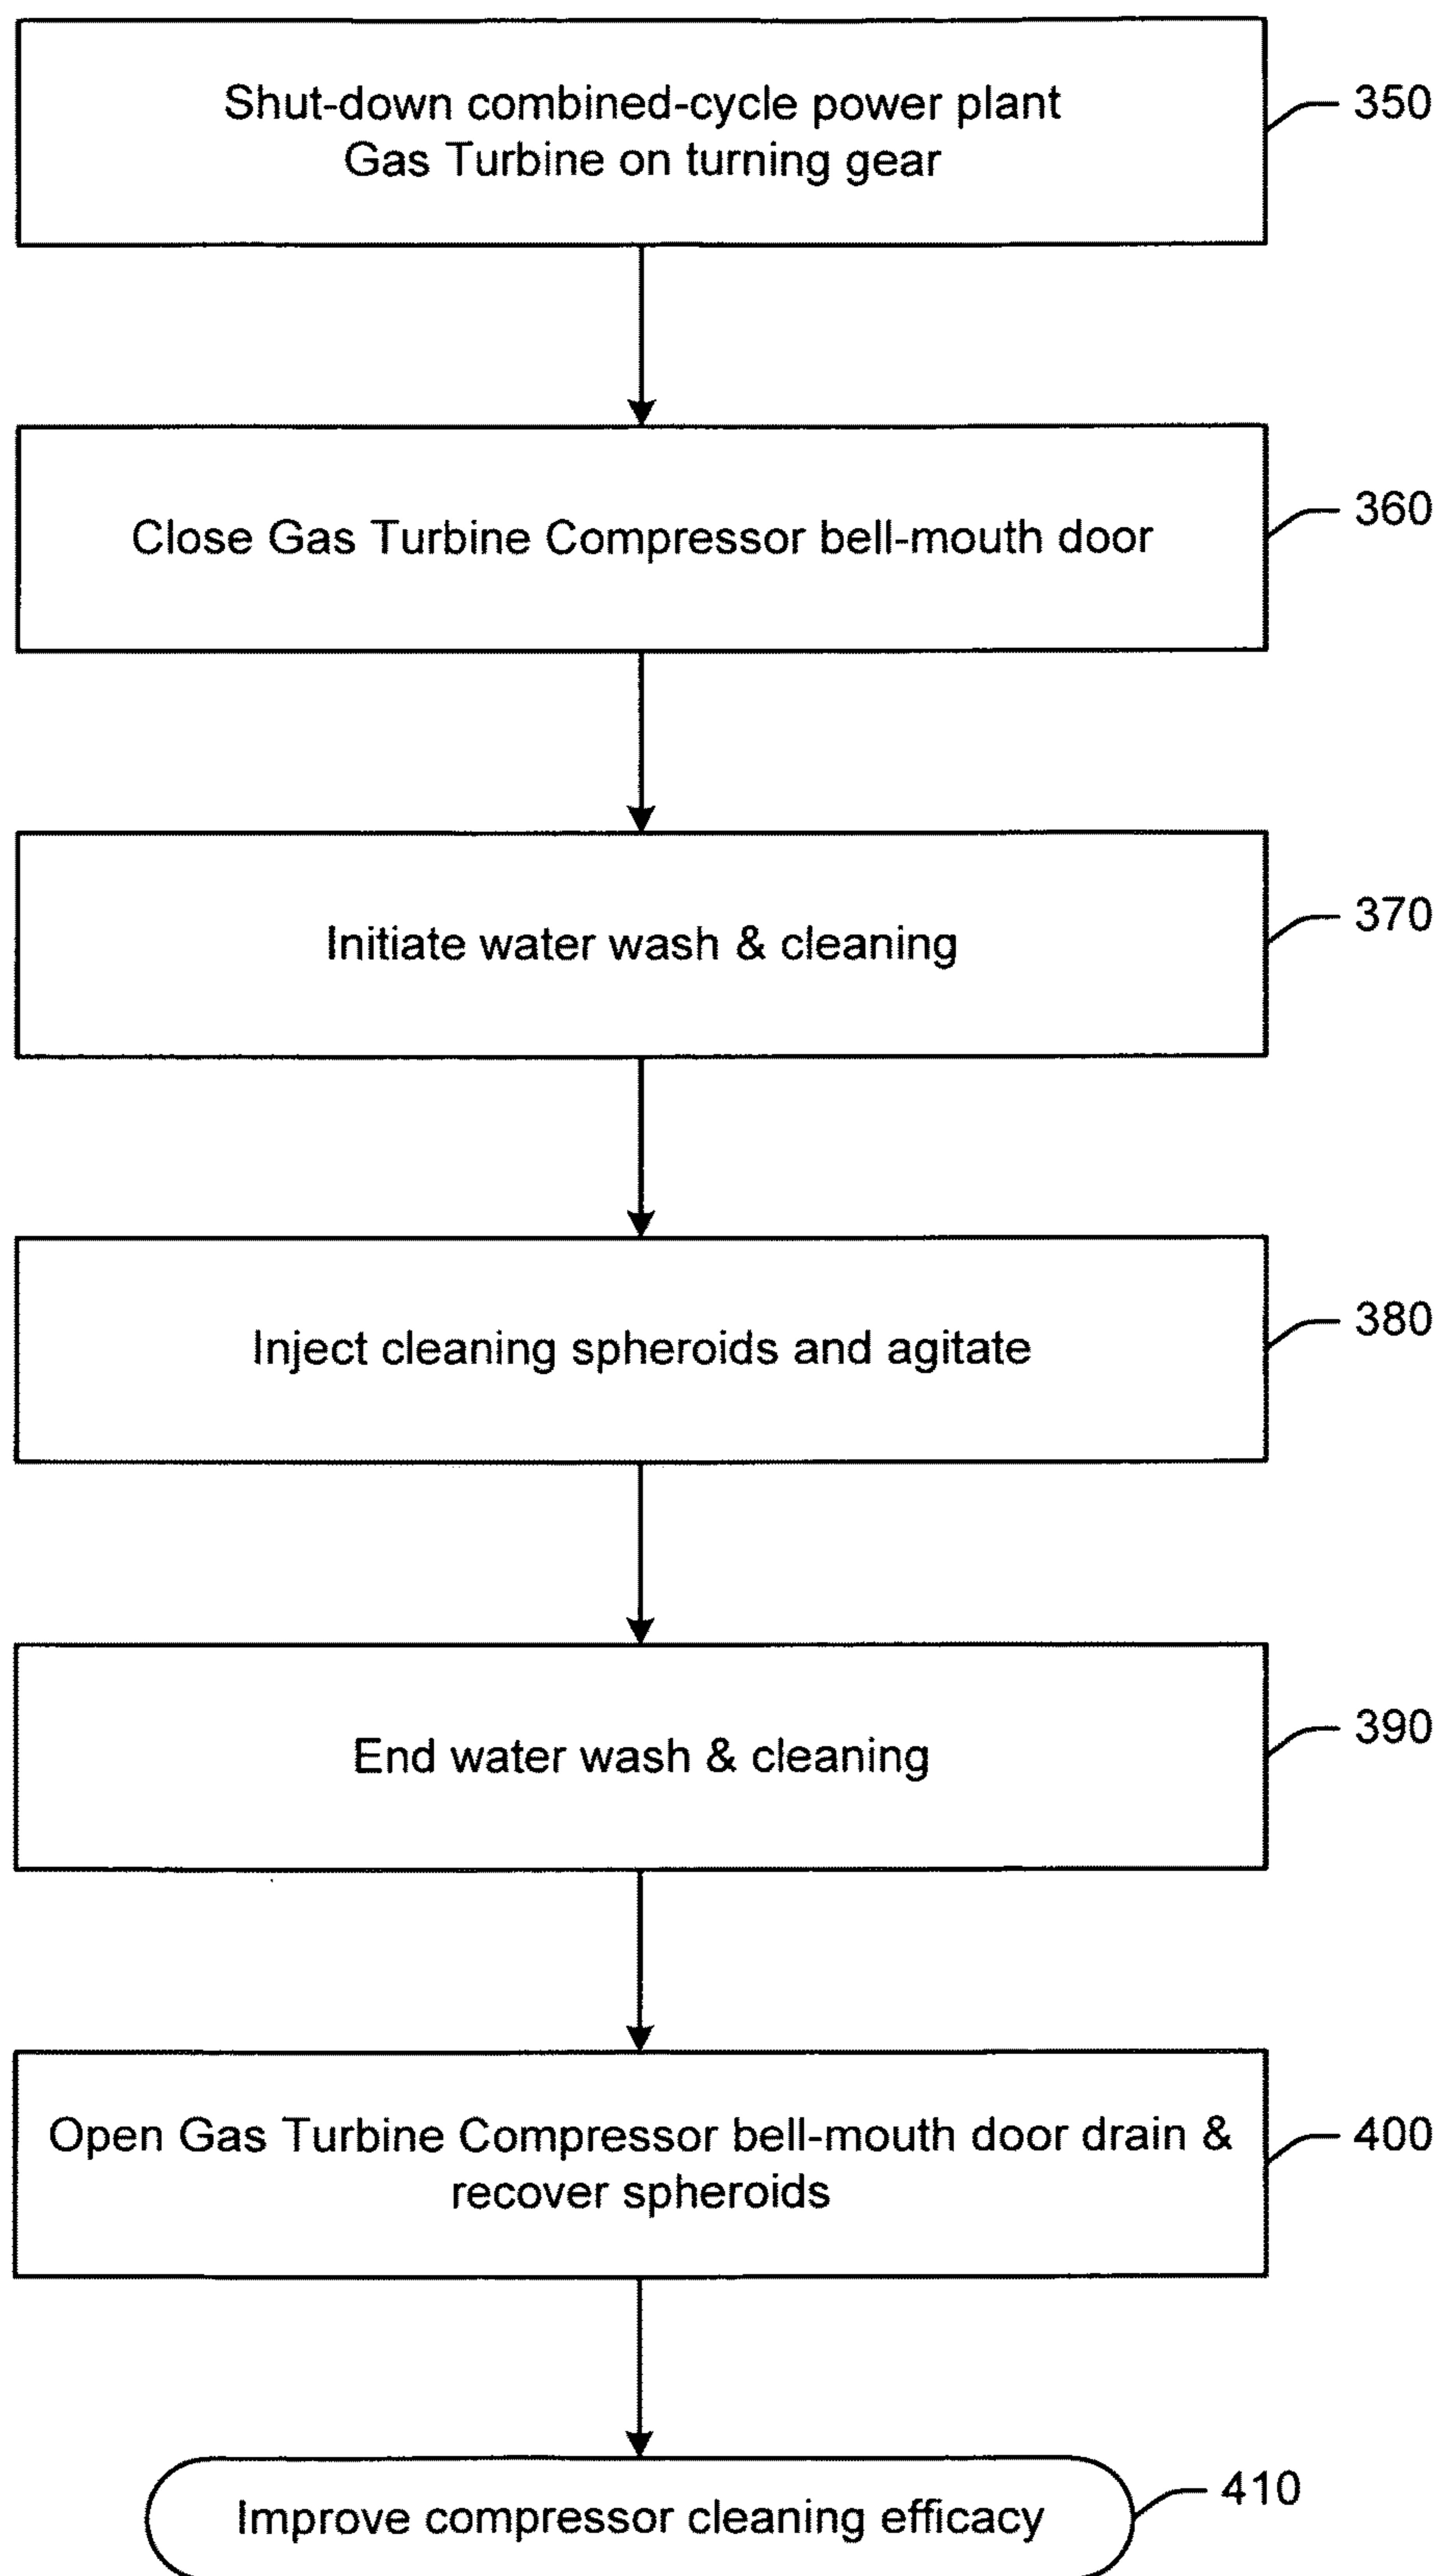 Shut-down combined-cycle power plant
Gas Turbine on turning gear
350
Close Gas Turbine Compressor bell-mouth door
360
Initiate water wash & cleaning
370
Inject cleaning spheroids and agitate
380
End water wash & cleaning
390
Open Gas Turbine Compressor bell-mouth door drain &
recover spheroids
400
Improve compressor cleaning efficacy
410